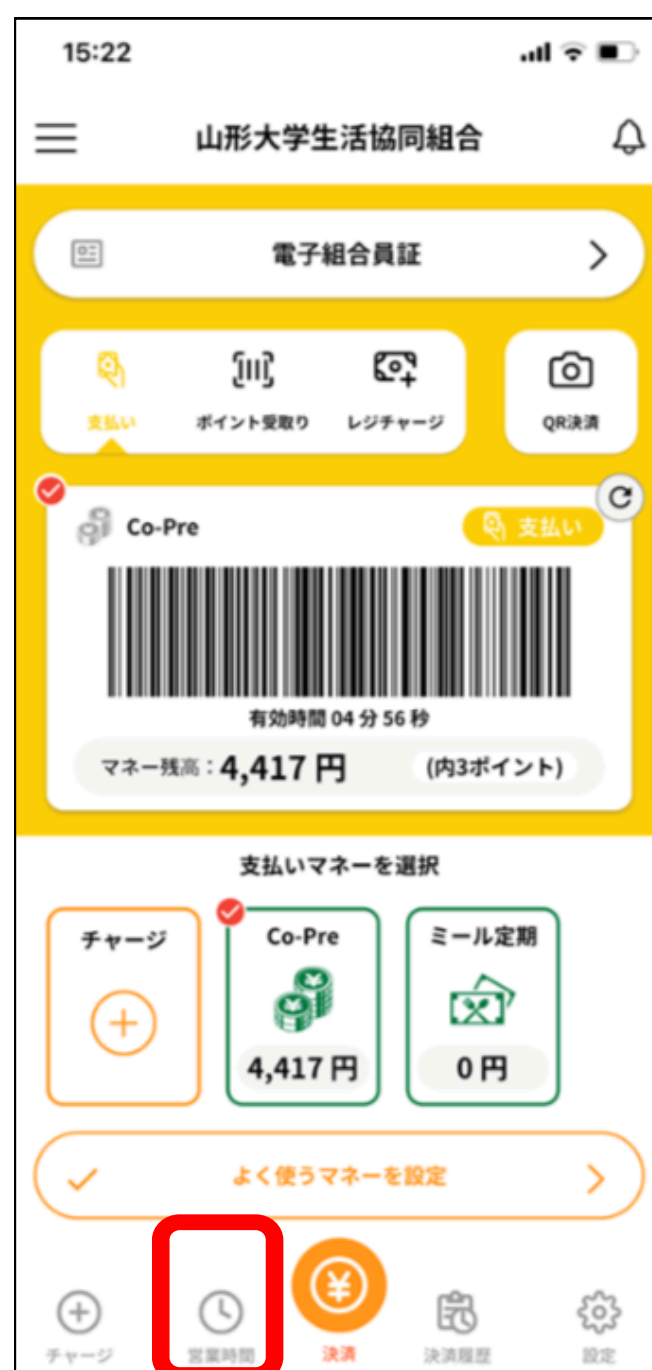 15:22
山形大学生活協同組合
電子組合員証
支払い ポイント受取り レジチャージ QR決済
Co-Pre 支払い
有効時間 04 分 56 秒
マネー残高：4,417 円 (内3ポイント)
支払いマネーを選択
チャージ Co-Pre ミール定期
4,417 円 0 円
よく使うマネーを設定
チャージ 営業時間 決済 決済履歴 設定